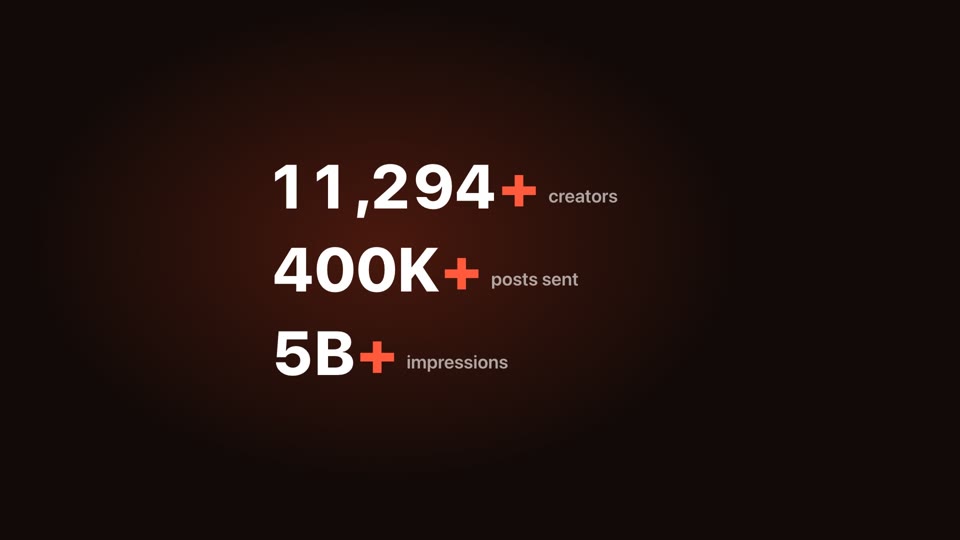 11,294+ creators
400K+ posts sent
5B+ impressions